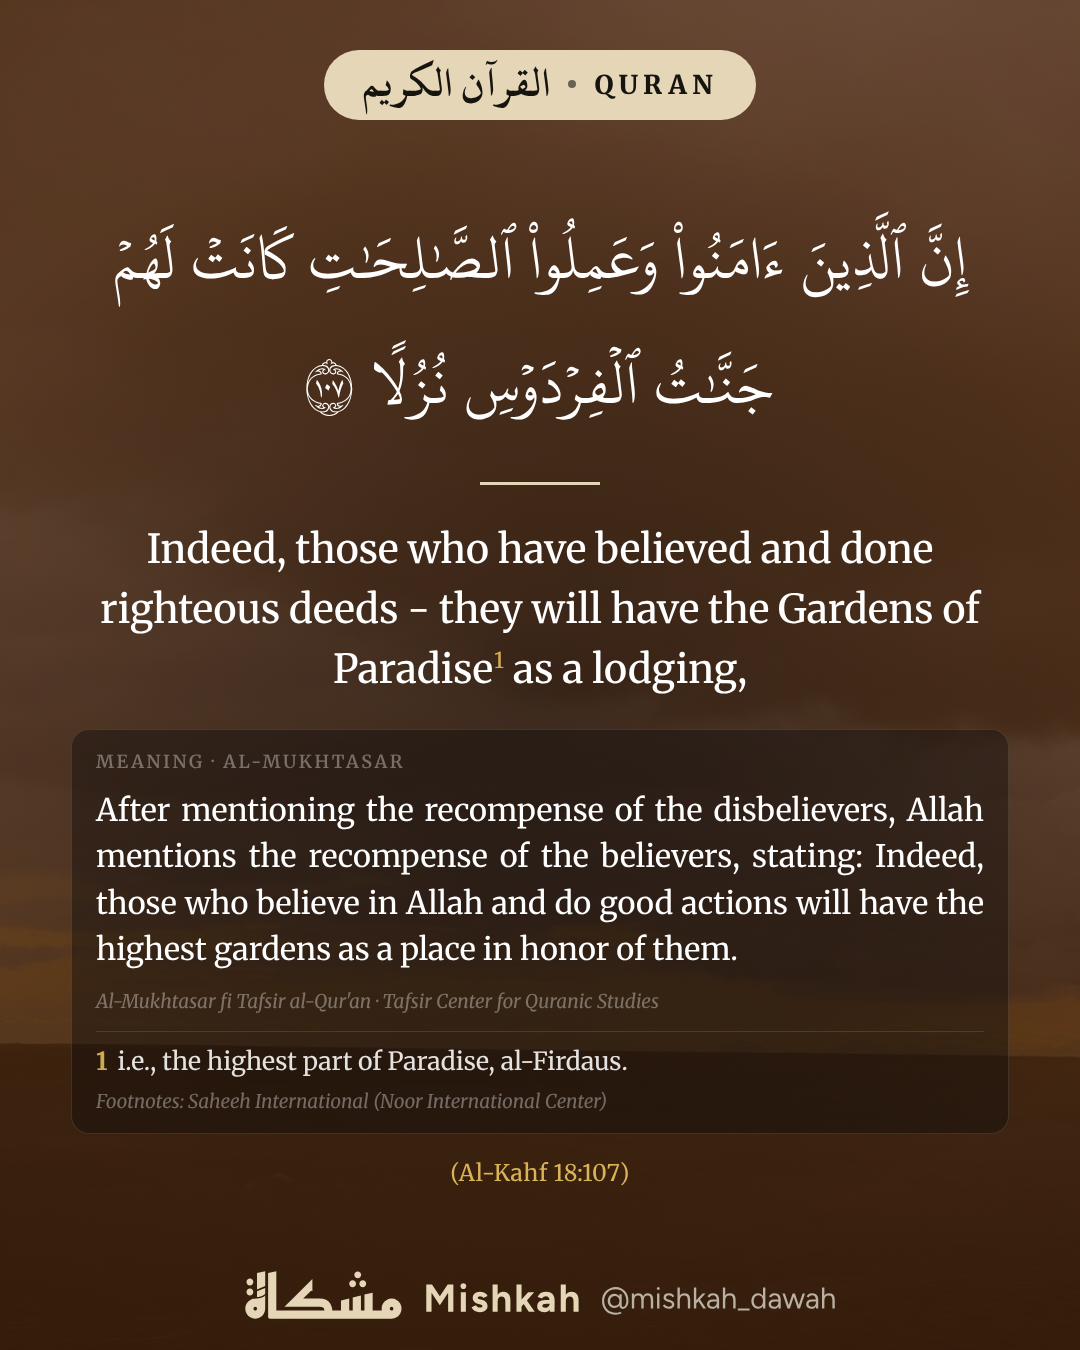 القرآن الكريم • QURAN
إِنَّ ٱلَّذِينَ ءَامَنُوا۟ وَعَمِلُوا۟ ٱلصَّـٰلِحَـٰتِ كَانَتْ لَهُمْ
جَنَّـٰتُ ٱلْفِرْدَوْسِ نُزُلًا ١٠٧
Indeed, those who have believed and done
righteous deeds - they will have the Gardens of
Paradise1 as a lodging,
MEANING · AL-MUKHTASAR
After mentioning the recompense of the disbelievers, Allah
mentions the recompense of the believers, stating: Indeed,
those who believe in Allah and do good actions will have the
highest gardens as a place in honor of them.
Al-Mukhtasar fi Tafsir al-Qur'an · Tafsir Center for Quranic Studies
1 i.e., the highest part of Paradise, al-Firdaus.
Footnotes: Saheeh International (Noor International Center)
(Al-Kahf 18:107)
مشكاة Mishkah @mishkah_dawah